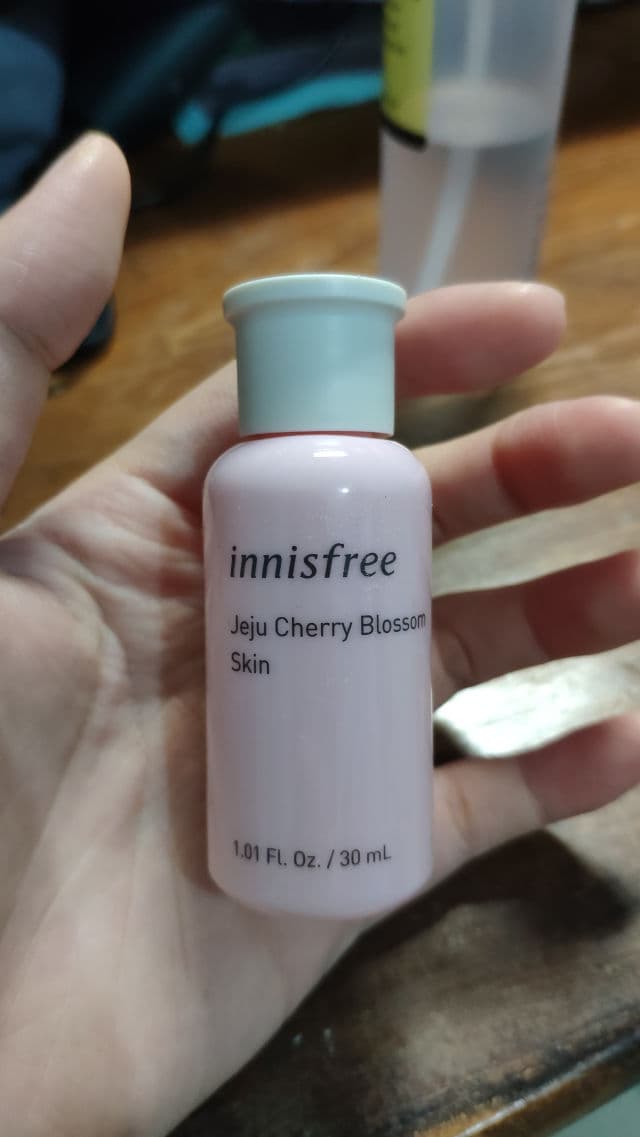 innisfree
Jeju Cherry Blossom
Skin
1.01 Fl. Oz. / 30 mL